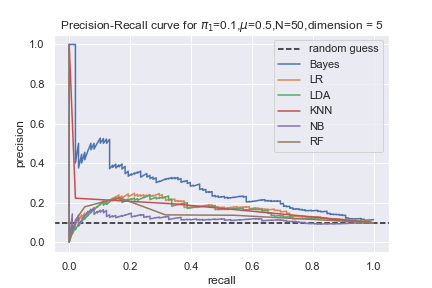 Precision-Recall curve for π₁=0.1,μ=0.5,N=50,dimension = 5
random guess
Bayes
LR
LDA
KNN
NB
RF
1.0
0.8
0.6
0.4
0.2
0.0
precision
0.0 0.2 0.4 0.6 0.8 1.0
recall